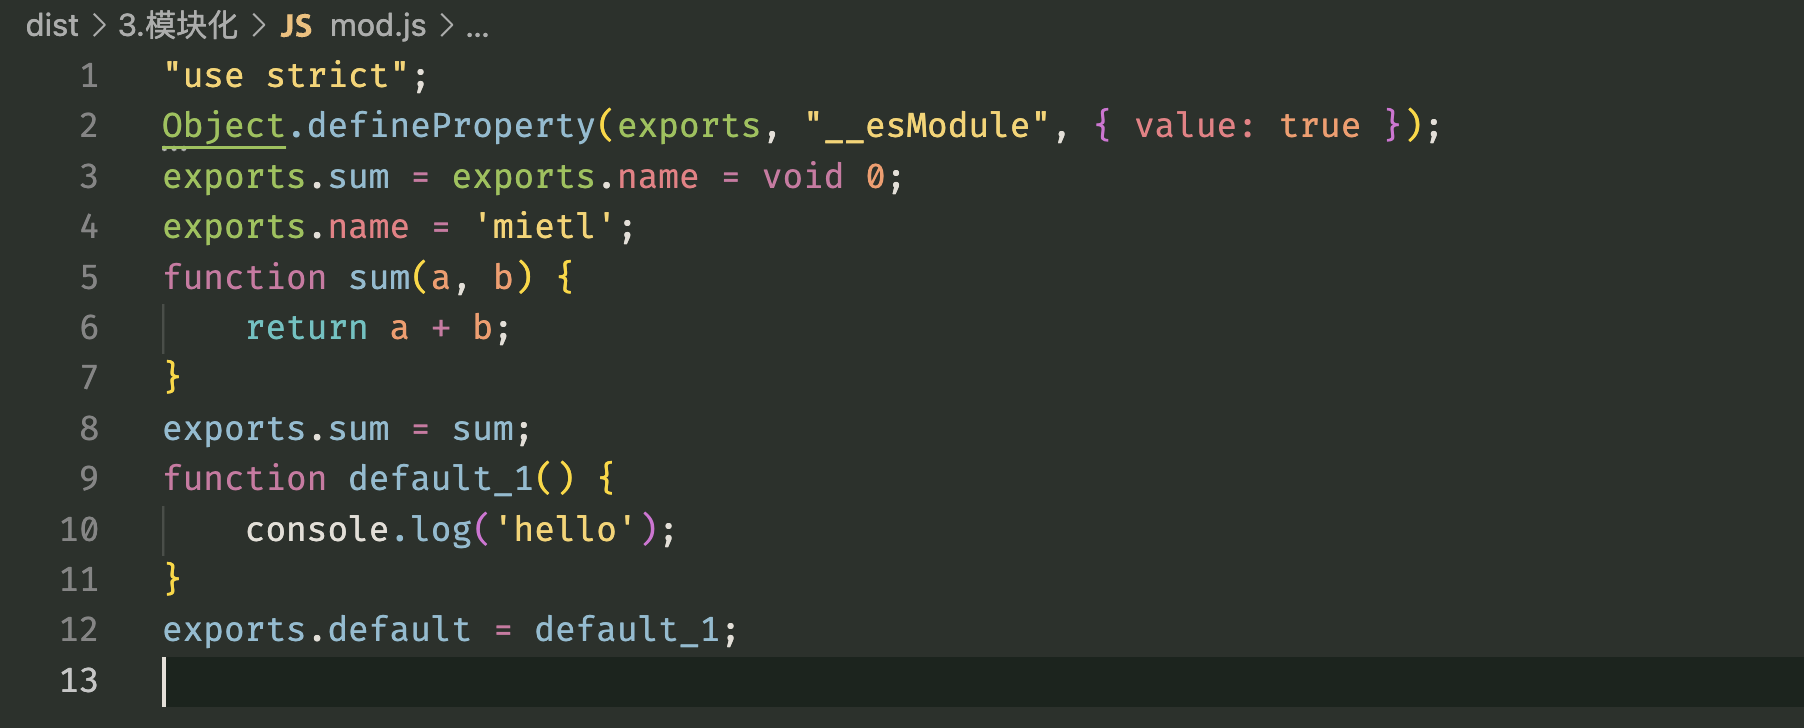 dist > 3.模块化 > JS mod.js > ...
1 "use strict";
2 Object.defineProperty(exports, "__esModule", { value: true });
3 exports.sum = exports.name = void 0;
4 exports.name = 'mietl';
5 function sum(a, b) {
6     return a + b;
7 }
8 exports.sum = sum;
9 function default_1() {
10     console.log('hello');
11 }
12 exports.default = default_1;
13